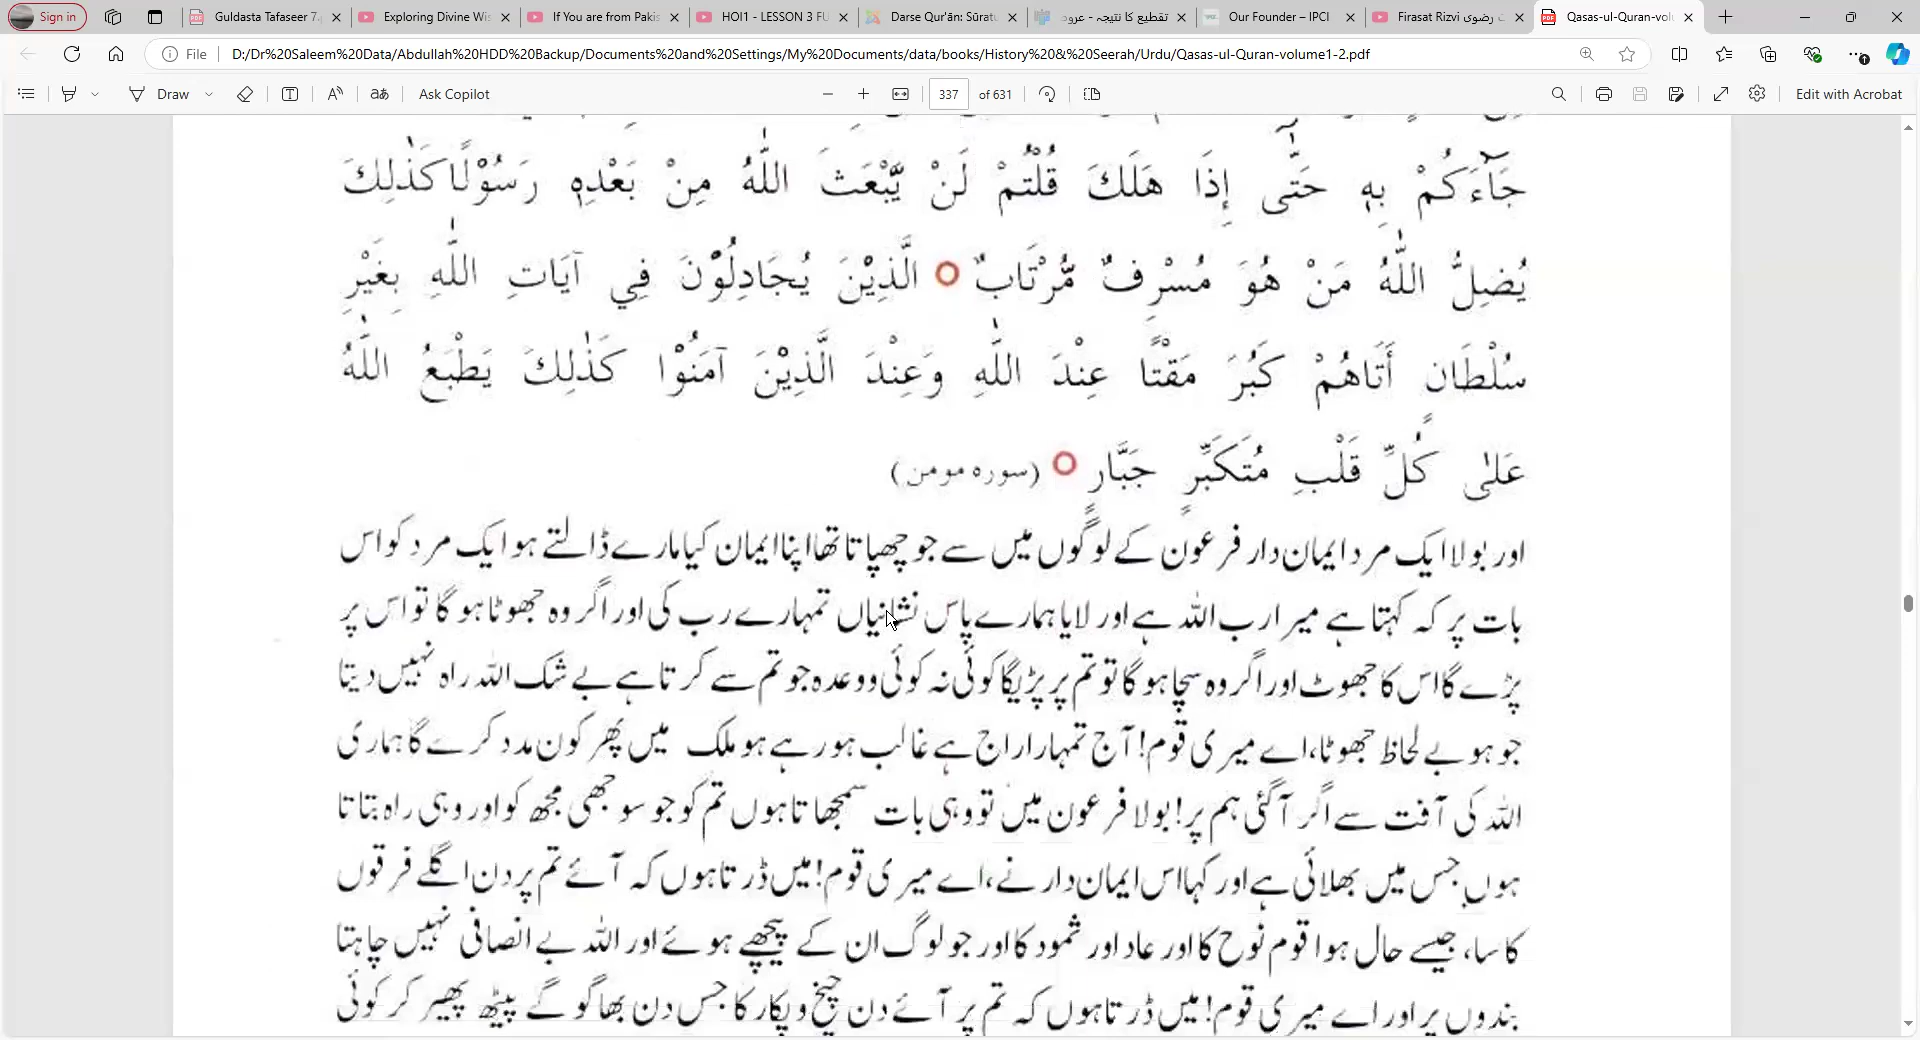 Sign in
Guldasta Tafaseer 7
Exploring Divine Wis
If You are from Pakis
HOI1 - LESSON 3 FU
Darse Qur'ān: Sūratu
تقطیع کا نتیجہ - عروض
Our Founder – IPCI
Firasat Rizvi رضوی
Qasas-ul-Quran-volu
File
D:/Dr%20Saleem%20Data/Abdullah%20HDD%20Backup/Documents%20and%20Settings/My%20Documents/data/books/History%20&%20Seerah/Urdu/Qasas-ul-Quran-volume1-2.pdf
Draw
Ask Copilot
337 of 631
Edit with Acrobat
جَآءَكُمْ بِهٖ حَتّٰٓى إِذَا هَلَكَ قُلْتُمْ لَنْ يَّبْعَثَ اللّٰهُ مِنْ بَعْدِهٖ رَسُوْلًا كَذٰلِكَ
يُضِلُّ اللّٰهُ مَنْ هُوَ مُسْرِفٌ مُّرْتَابٌ الَّذِيْنَ يُجَادِلُوْنَ فِي آيَاتِ اللّٰهِ بِغَيْرِ
سُلْطَانٍ أَتَاهُمْ كَبُرَ مَقْتًا عِنْدَ اللّٰهِ وَعِنْدَ الَّذِيْنَ آمَنُوْا كَذٰلِكَ يَطْبَعُ اللّٰهُ
عَلٰى كُلِّ قَلْبِ مُتَكَبِّرٍ جَبَّارٍ (سورہ مومن)
اور بولا ایک مرد ایمان دار فرعون کے لوگوں میں سے جو چھپاتا تھا اپنا ایمان کیا مارے ڈالتے ہو ایک مرد کو اس
بات پر کہ کہتا ہے میرا رب اللہ ہے اور لایا ہمارے پاس نشانیاں تمہارے رب کی اور اگر وہ جھوٹا ہو گا تو اس پر
پڑے گا اس کا جھوٹ اور اگر وہ سچا ہو گا تو تم پر پڑیگا کوئی نہ کوئی وعدہ جو تم سے کرتا ہے بے شک اللہ راہ نہیں دیتا
جو ہو بے لحاظ جھوٹا، اے میری قوم! آج تمہارا راج ہے غالب ہو رہے ہو ملک میں پھر کون مدد کرے گا ہماری
اللہ کی آفت سے اگر آ گئی ہم پر! بولا فرعون میں تو وہی بات سمجھاتا ہوں تم کو جو سوجھی مجھ کو اور وہی راہ بتاتا
ہوں جس میں بھلائی ہے اور کہا اس ایمان دار نے، اے میری قوم! میں ڈرتا ہوں کہ آئے تم پر دن اگلے فرقوں
کا سا، جیسے حال ہوا قوم نوح کا اور عاد اور ثمود کا اور جو لوگ ان کے پیچھے ہوئے اور اللہ بے انصافی نہیں چاہتا
بندوں پر اور اے میری قوم! میں ڈرتا ہوں کہ تم پر آئے دن چیخ و پکار کا جس دن بھاگو گے پیٹھ پھیر کر کوئی